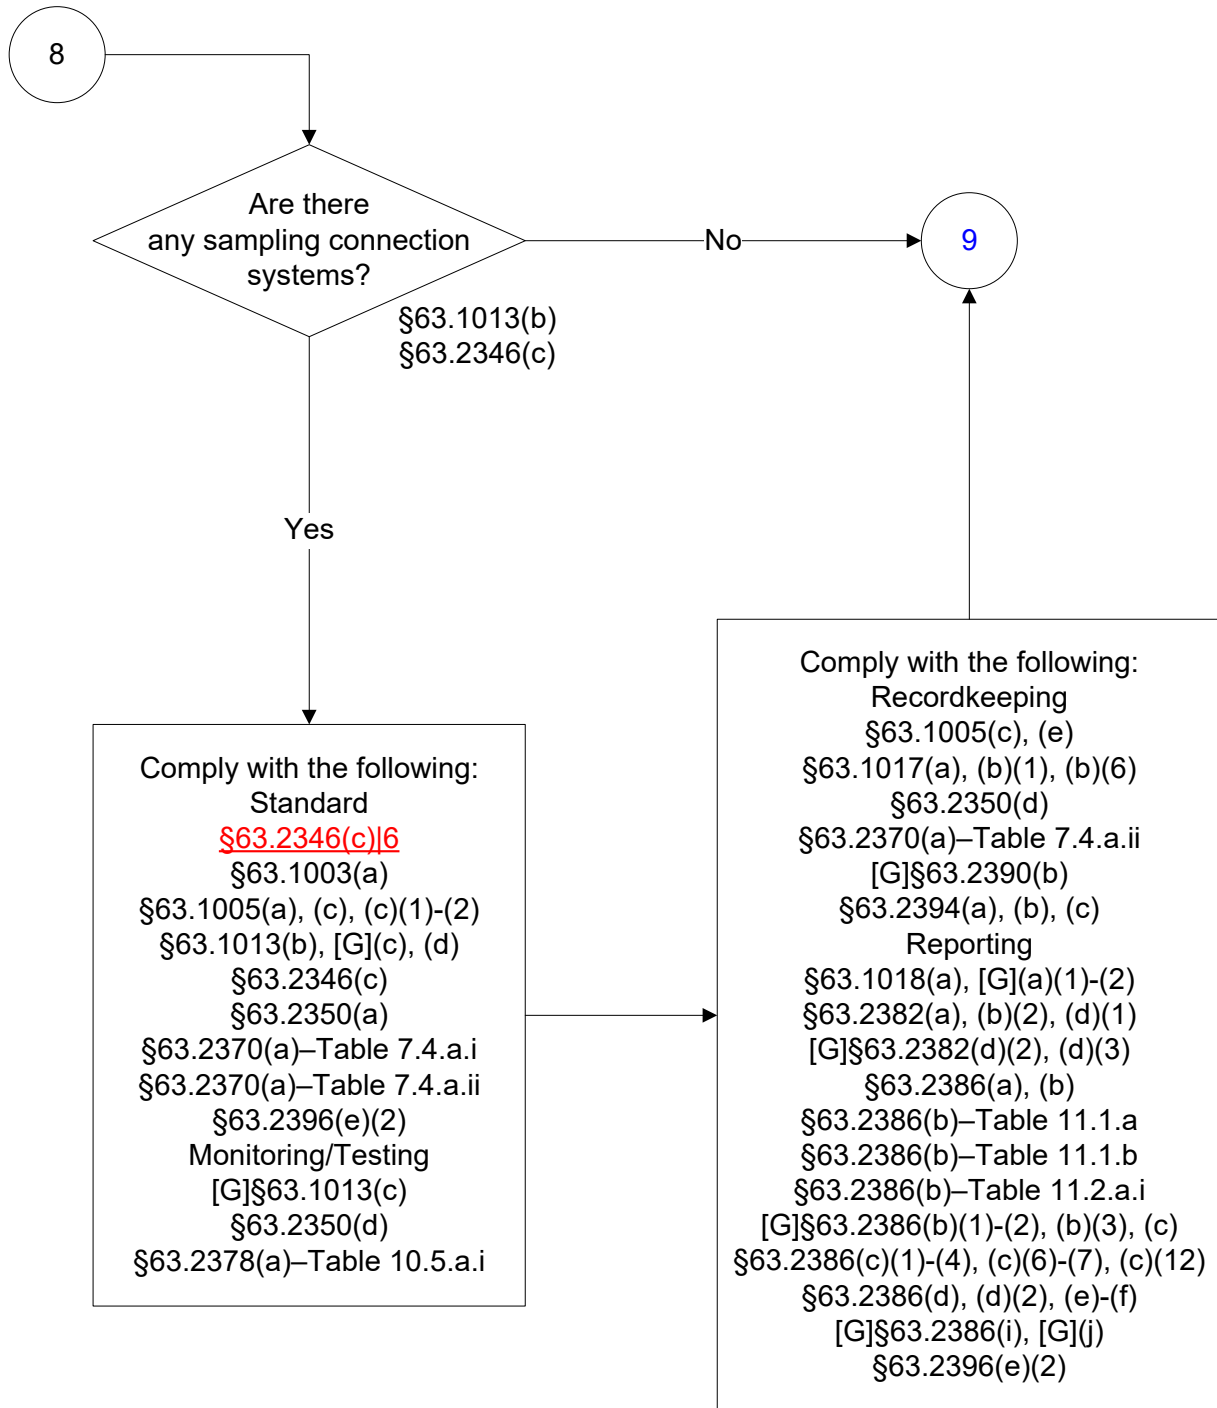 8
Are there
any sampling connection
systems?
No
9
§63.1013(b)
§63.2346(c)
Yes
Comply with the following:
Standard
§63.2346(c)|6
§63.1003(a)
§63.1005(a), (c), (c)(1)-(2)
§63.1013(b), [G](c), (d)
§63.2346(c)
§63.2350(a)
§63.2370(a)–Table 7.4.a.i
§63.2370(a)–Table 7.4.a.ii
§63.2396(e)(2)
Monitoring/Testing
[G]§63.1013(c)
§63.2350(d)
§63.2378(a)–Table 10.5.a.i
Comply with the following:
Recordkeeping
§63.1005(c), (e)
§63.1017(a), (b)(1), (b)(6)
§63.2350(d)
§63.2370(a)–Table 7.4.a.ii
[G]§63.2390(b)
§63.2394(a), (b), (c)
Reporting
§63.1018(a), [G](a)(1)-(2)
§63.2382(a), (b)(2), (d)(1)
[G]§63.2382(d)(2), (d)(3)
§63.2386(a), (b)
§63.2386(b)–Table 11.1.a
§63.2386(b)–Table 11.1.b
§63.2386(b)–Table 11.2.a.i
[G]§63.2386(b)(1)-(2), (b)(3), (c)
§63.2386(c)(1)-(4), (c)(6)-(7), (c)(12)
§63.2386(d), (d)(2), (e)-(f)
[G]§63.2386(i), [G](j)
§63.2396(e)(2)